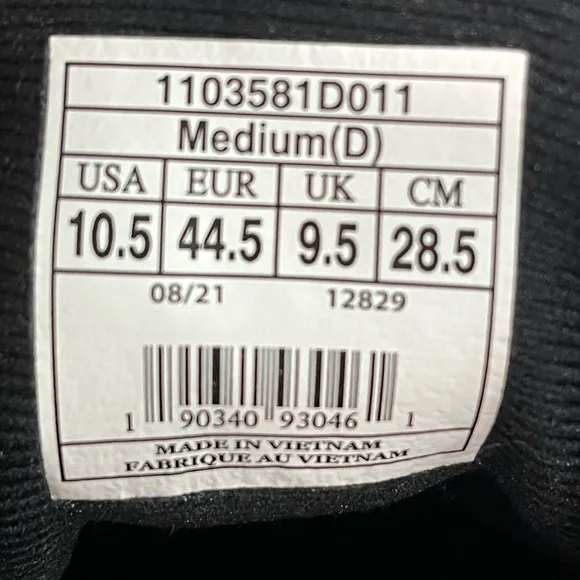 1103581D011
Medium(D)
USA EUR UK CM
10.5 44.5 9.5 28.5
08/21 12829
1 90340 93046 1
MADE IN VIETNAM
FABRIQUE AU VIETNAM